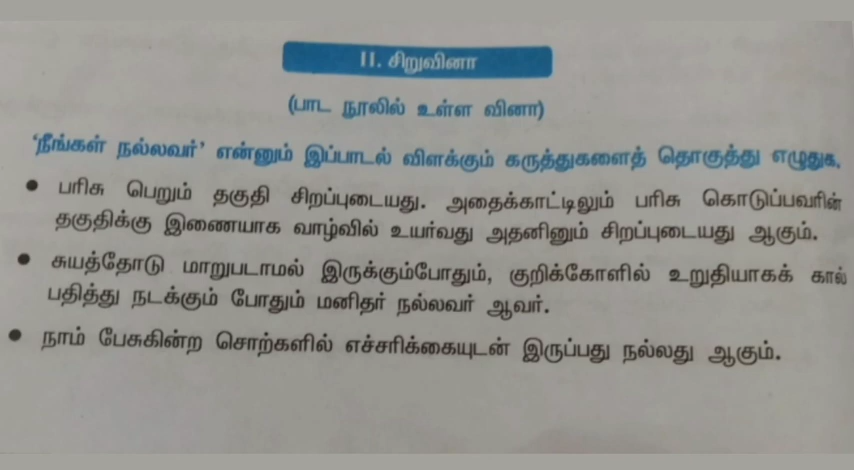 II. சிறுவினா
(பாட நூலில் உள்ள வினா)
‘நீங்கள் நல்லவர்’ என்னும் இப்பாடல் விளக்கும் கருத்துகளைத் தொகுத்து எழுதுக.
● பரிசு பெறும் தகுதி சிறப்புடையது. அதைக்காட்டிலும் பரிசு கொடுப்பவரின்
தகுதிக்கு இணையாக வாழ்வில் உயர்வது அதனினும் சிறப்புடையது ஆகும்.
● சுயத்தோடு மாறுபடாமல் இருக்கும்போதும், குறிக்கோளில் உறுதியாகக் கால்
பதித்து நடக்கும் போதும் மனிதர் நல்லவர் ஆவர்.
● நாம் பேசுகின்ற சொற்களில் எச்சரிக்கையுடன் இருப்பது நல்லது ஆகும்.